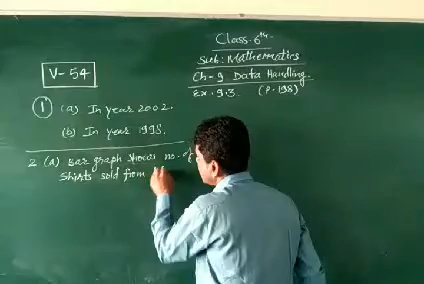 Class-6th
Sub: Mathematics
Ch-9 Data Handling.
Ex. 9.3. (P-198)
V-54
1 (a) In year 2002.
(b) In year 1998.
2 (a) Bar graph shows no. of
shirts sold from